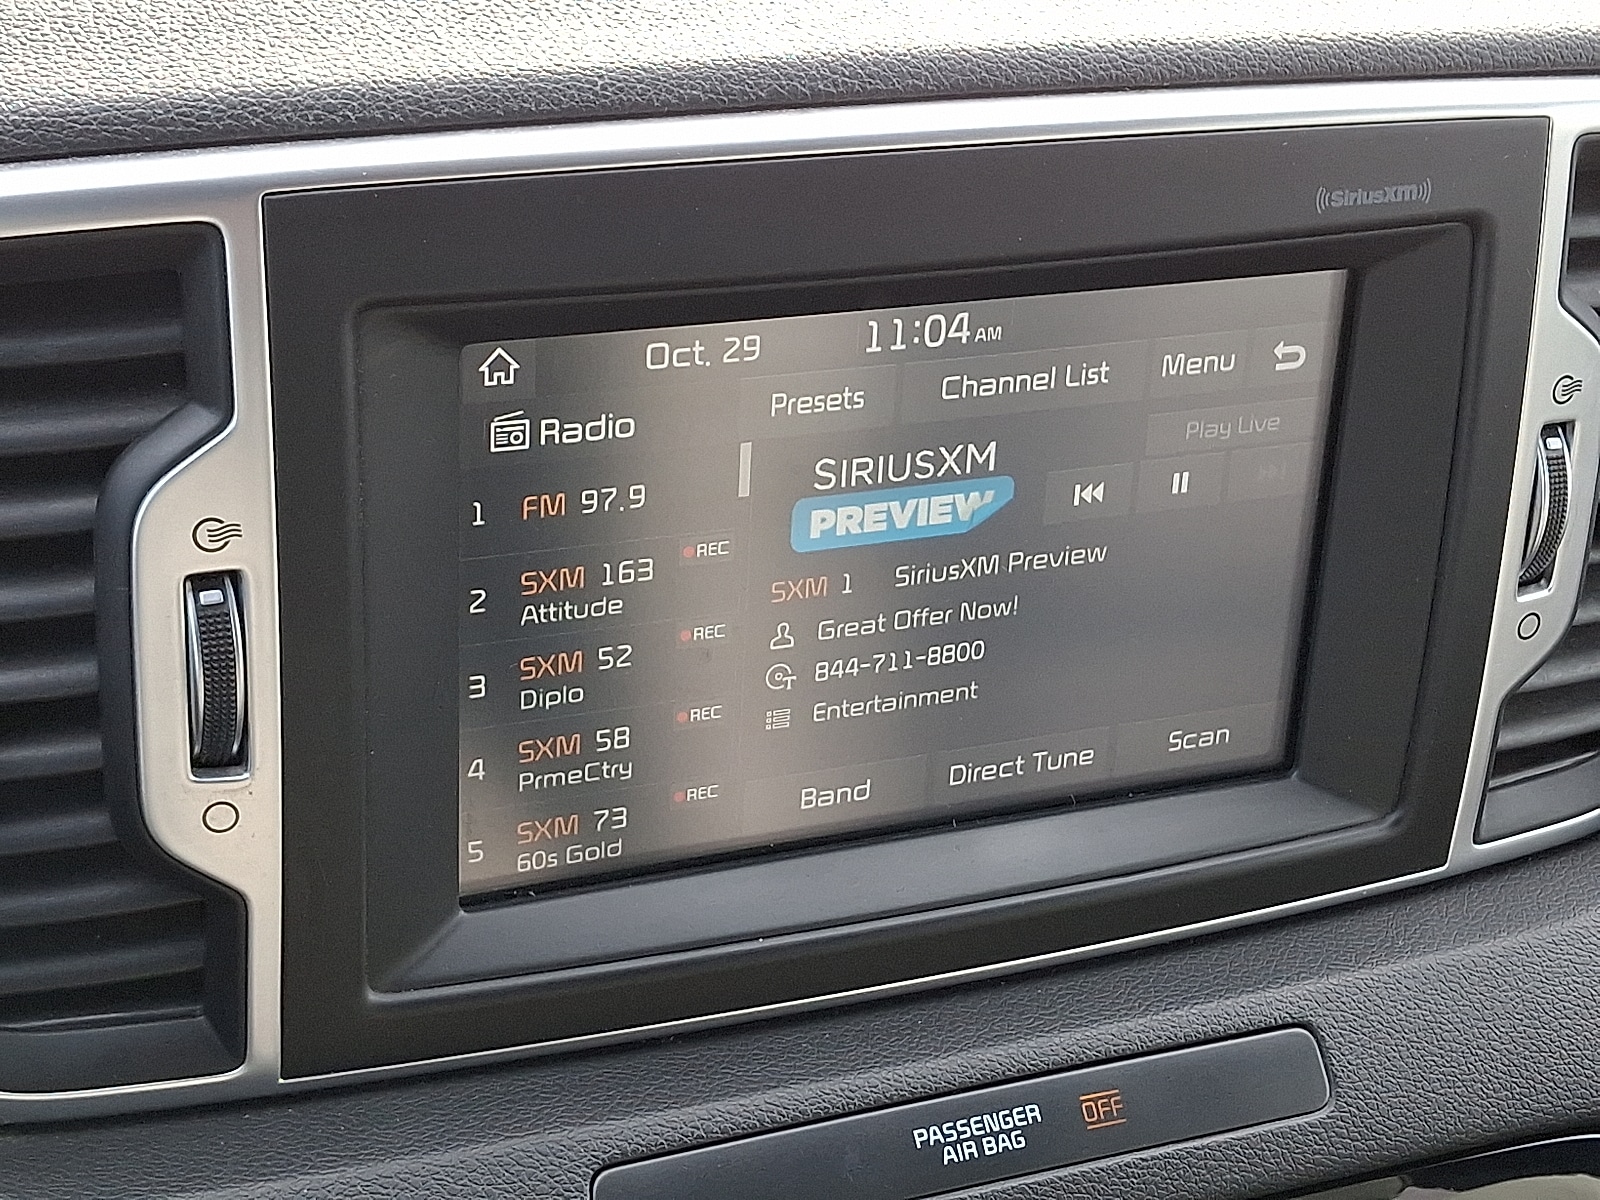 SiriusXM
Oct. 29
11:04 AM
Radio
Presets
Channel List
Menu
Play Live
1 FM 97.9
2 SXM 163 REC
Attitude
3 SXM 52 REC
Diplo
4 SXM 58 REC
PrmeCtry
5 SXM 73 REC
60s Gold
SIRIUSXM
PREVIEW
SXM 1 SiriusXM Preview
Great Offer Now!
844-711-8800
Entertainment
Band
Direct Tune
Scan
PASSENGER
AIR BAG
OFF